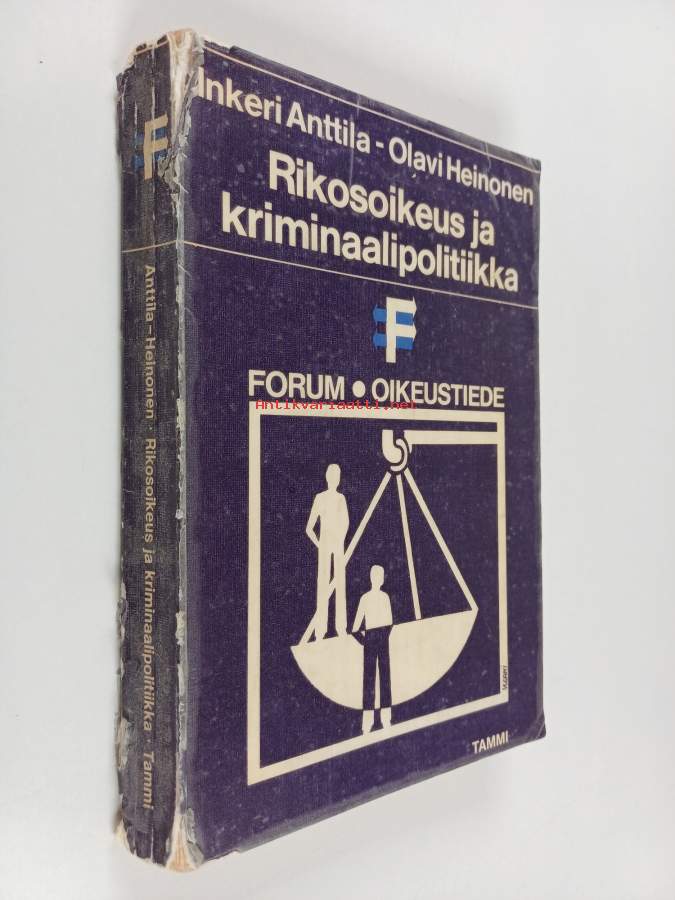 Inkeri Anttila - Olavi Heinonen
Rikosoikeus ja
kriminaalipolitiikka
F
FORUM • OIKEUSTIEDE
Antikvariaatti.net
TAMMI
F
Anttila - Heinonen · Rikosoikeus ja kriminaalipolitiikka · Tammi